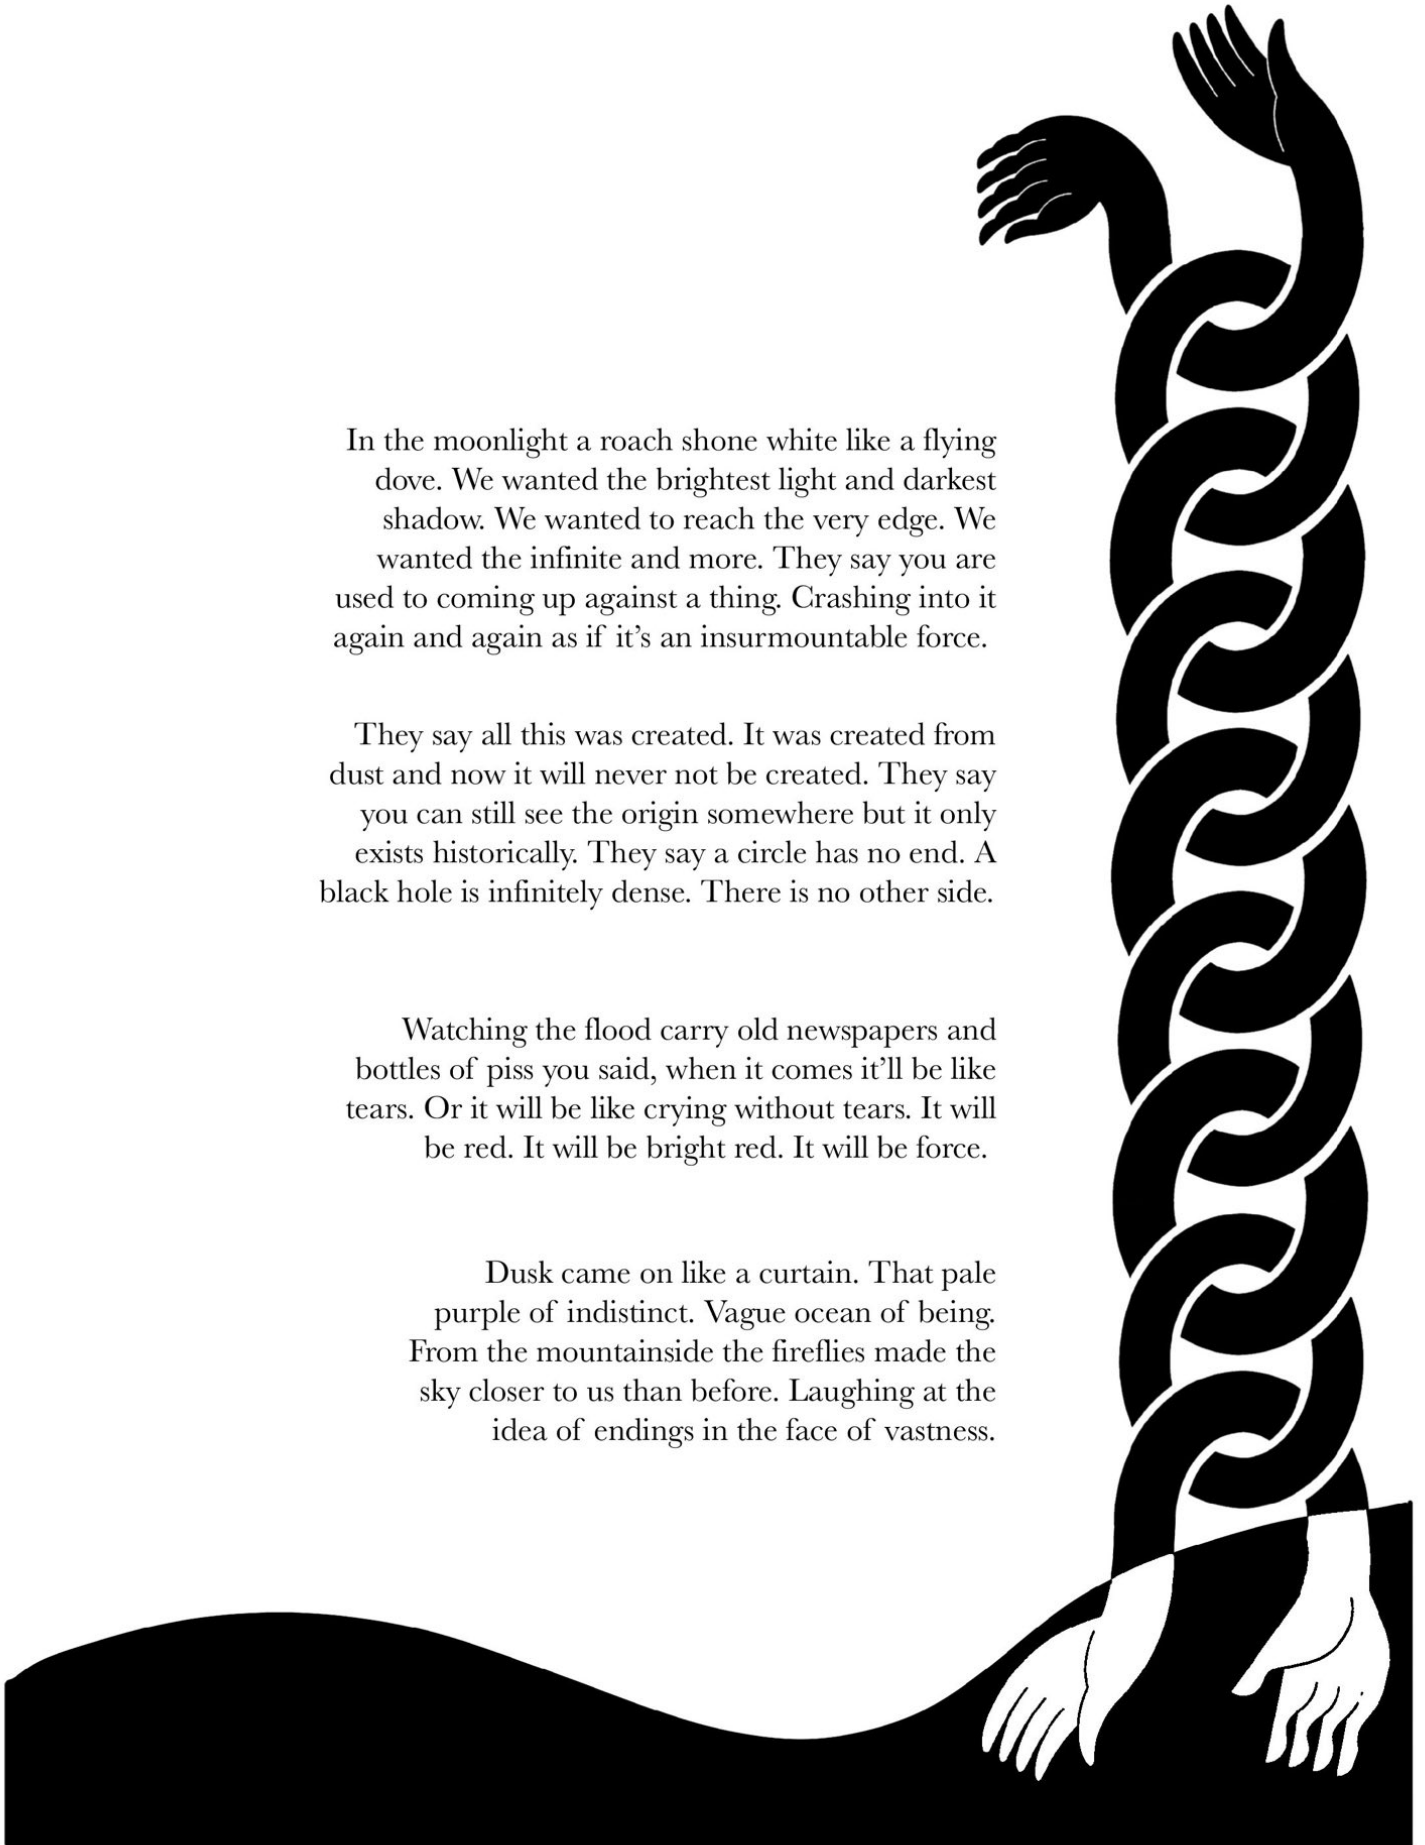 In the moonlight a roach shone white like a flying
dove. We wanted the brightest light and darkest
shadow. We wanted to reach the very edge. We
wanted the infinite and more. They say you are
used to coming up against a thing. Crashing into it
again and again as if it’s an insurmountable force.
They say all this was created. It was created from
dust and now it will never not be created. They say
you can still see the origin somewhere but it only
exists historically. They say a circle has no end. A
black hole is infinitely dense. There is no other side.
Watching the flood carry old newspapers and
bottles of piss you said, when it comes it’ll be like
tears. Or it will be like crying without tears. It will
be red. It will be bright red. It will be force.
Dusk came on like a curtain. That pale
purple of indistinct. Vague ocean of being.
From the mountainside the fireflies made the
sky closer to us than before. Laughing at the
idea of endings in the face of vastness.